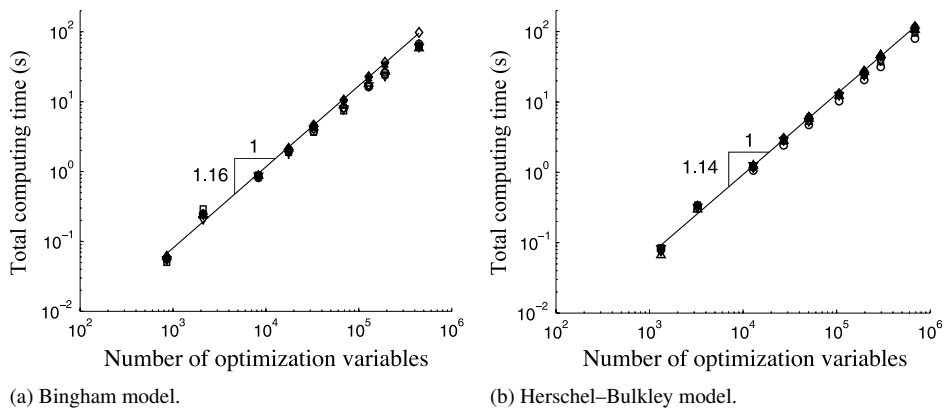 10^2
10^1
10^0
10^-1
10^-2
Total computing time (s)
1
1.16
10^2 10^3 10^4 10^5 10^6
Number of optimization variables
(a) Bingham model.
10^2
10^1
10^0
10^-1
10^-2
Total computing time (s)
1
1.14
10^2 10^3 10^4 10^5 10^6
Number of optimization variables
(b) Herschel–Bulkley model.